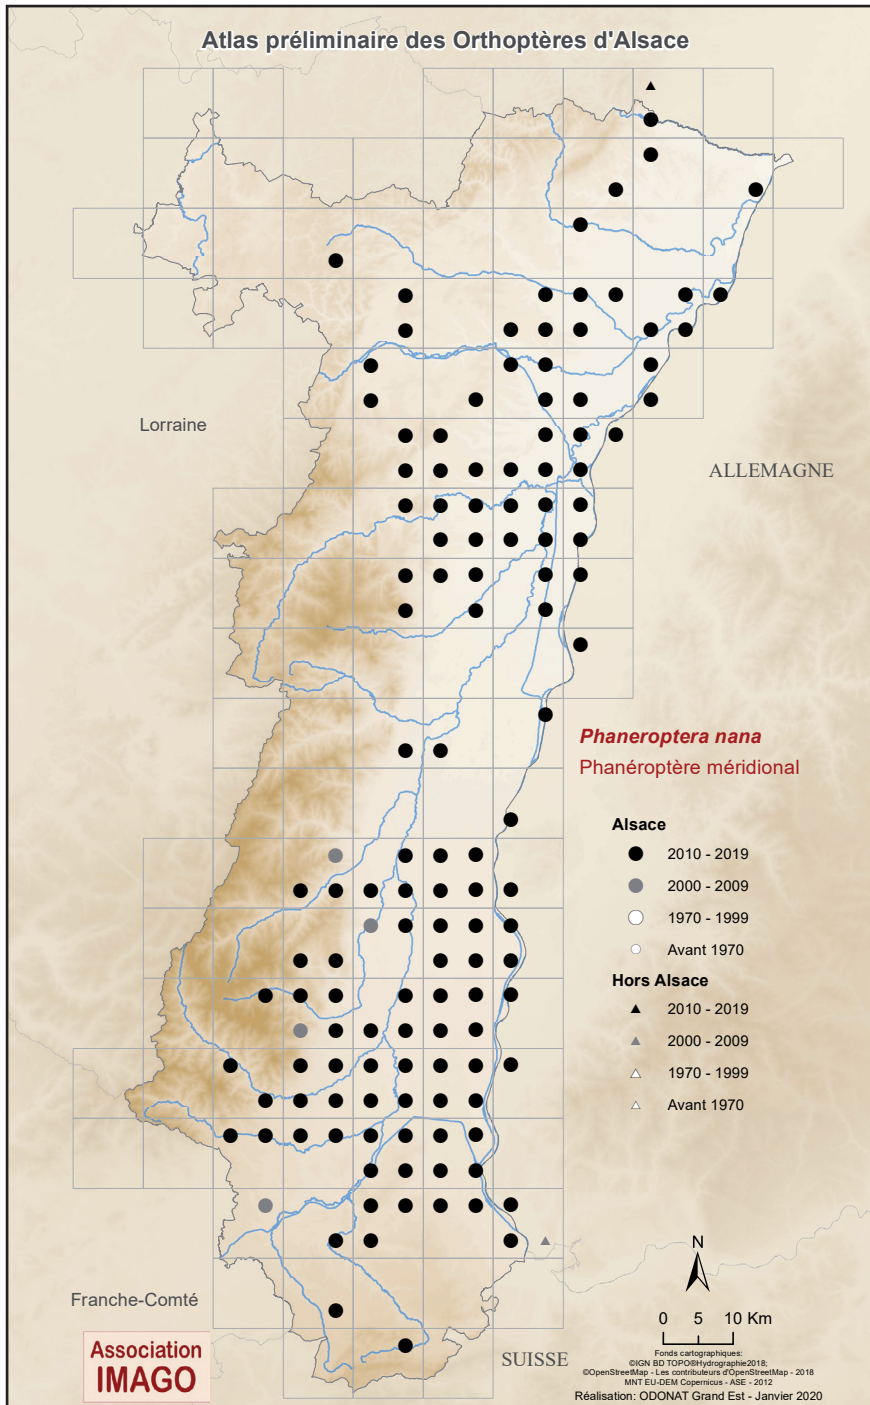 Atlas préliminaire des Orthoptères d'Alsace
Lorraine
ALLEMAGNE
Phaneroptera nana
Phanéroptère méridional
Alsace
2010 - 2019
2000 - 2009
1970 - 1999
Avant 1970
Hors Alsace
2010 - 2019
2000 - 2009
1970 - 1999
Avant 1970
N
Franche-Comté
0 5 10 Km
Association
IMAGO
SUISSE
Fonds cartographiques:
©IGN BD TOPO®Hydrographie2018;
©OpenStreetMap - Les contributeurs d'OpenStreetMap - 2018
MNT EU-DEM Copernicus - ASE - 2012
Réalisation: ODONAT Grand Est - Janvier 2020